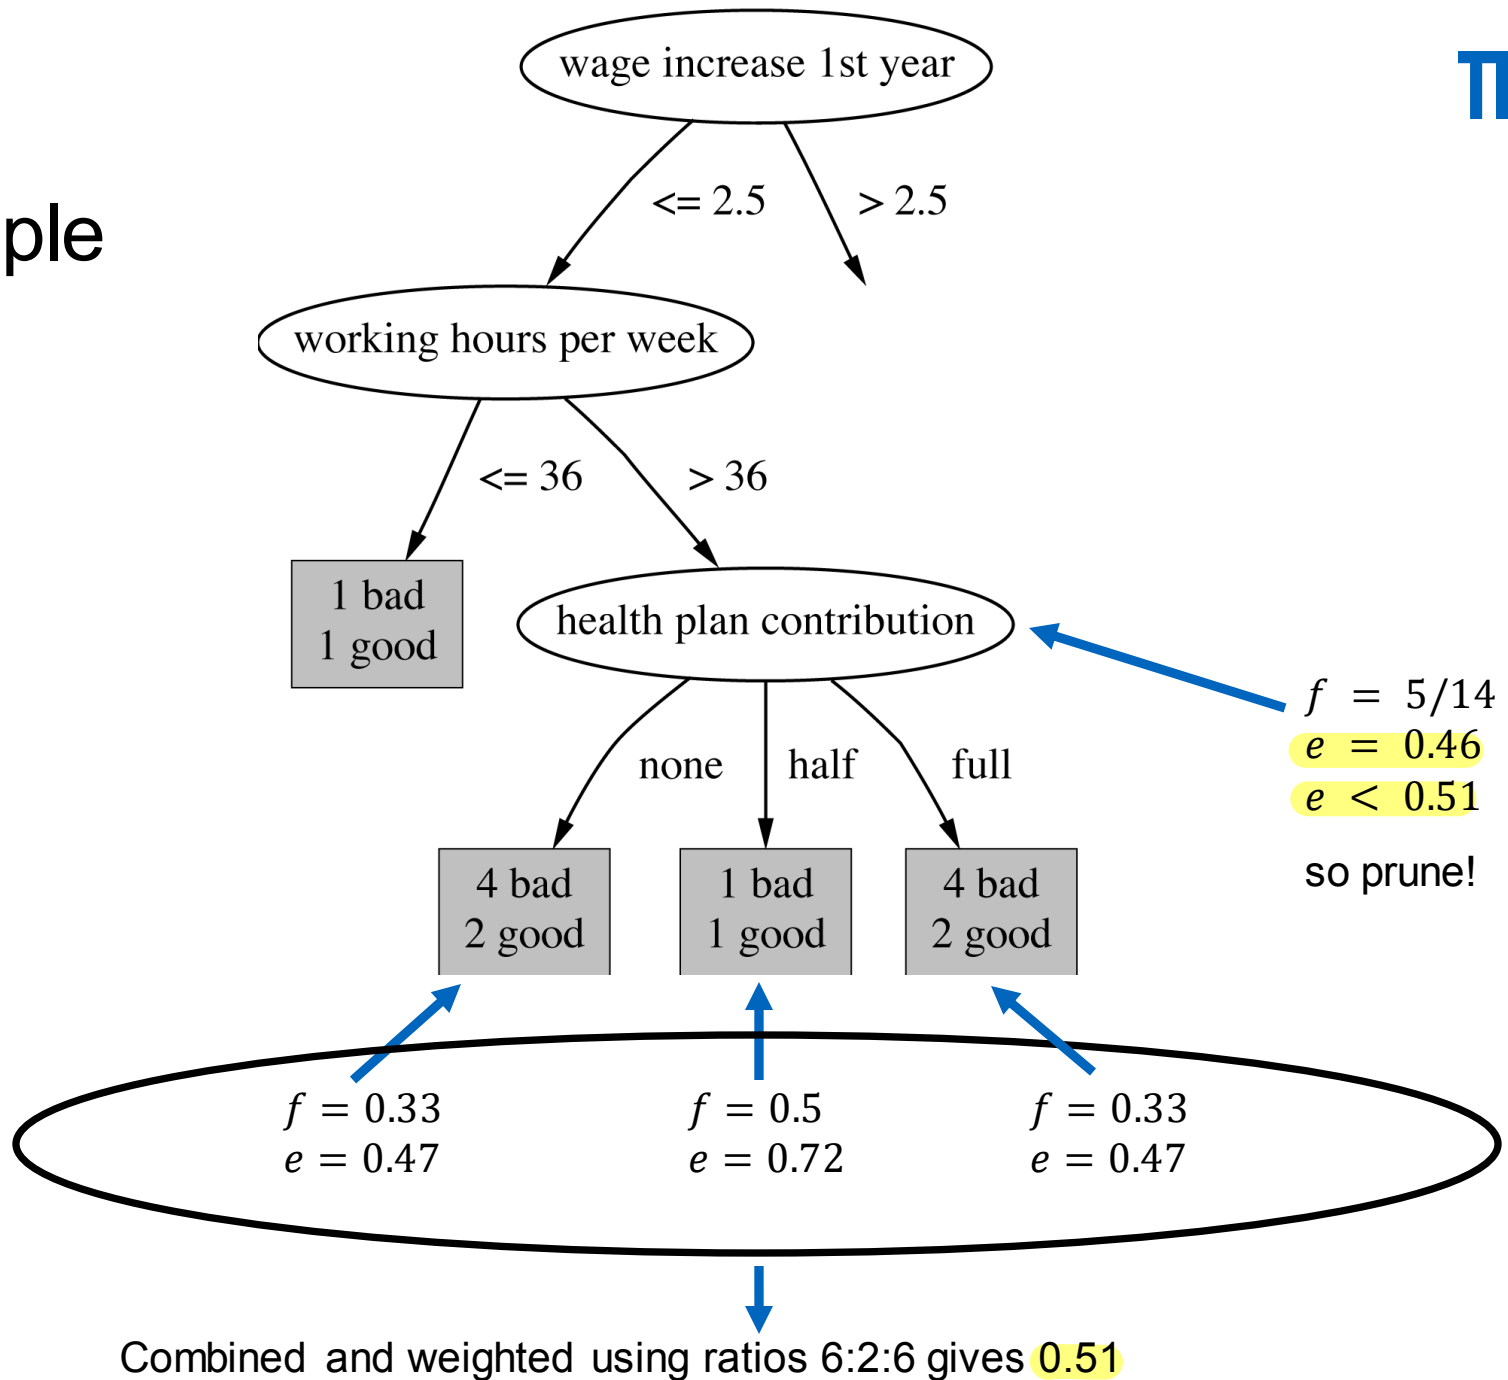 wage increase 1st year
ple
<= 2.5
> 2.5
working hours per week
<= 36
> 36
1 bad
1 good
health plan contribution
f = 5/14
e = 0.46
e < 0.51
so prune!
none
half
full
4 bad
2 good
1 bad
1 good
4 bad
2 good
f = 0.33
e = 0.47
f = 0.5
e = 0.72
f = 0.33
e = 0.47
Combined and weighted using ratios 6:2:6 gives 0.51